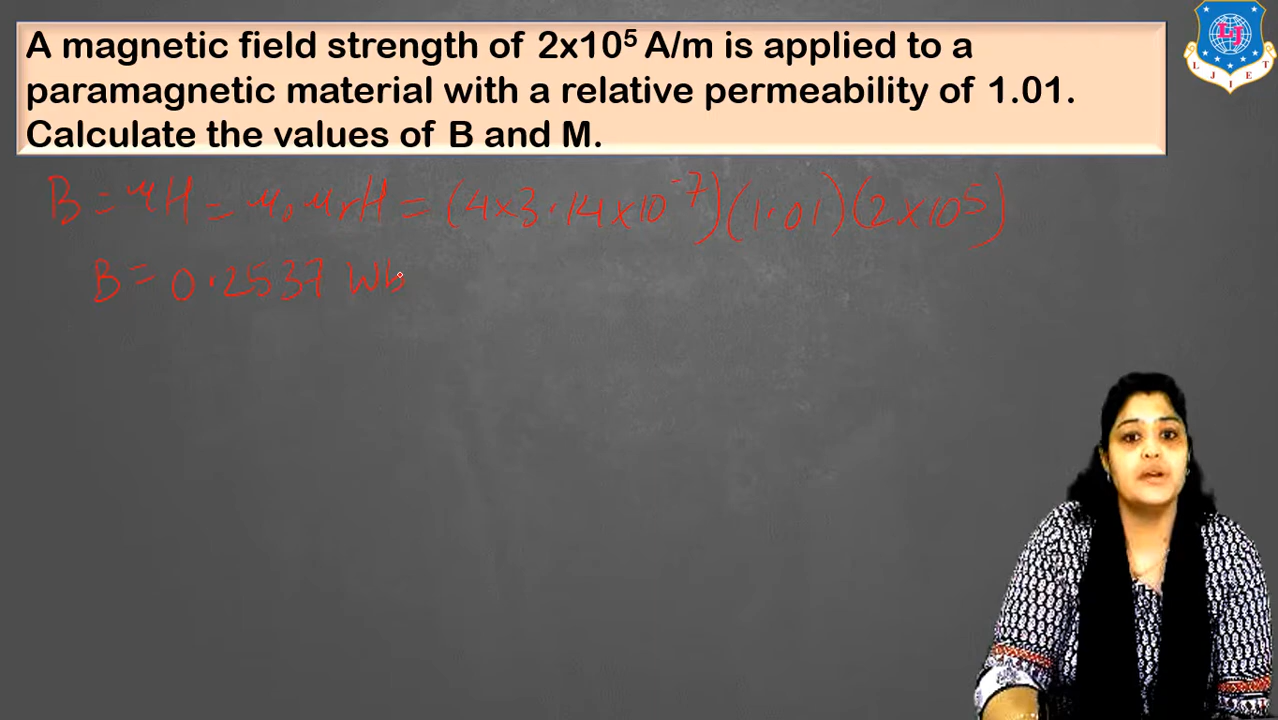 A magnetic field strength of 2x10⁵ A/m is applied to a
paramagnetic material with a relative permeability of 1.01.
Calculate the values of B and M.
B = μH = μ₀μᵣH = (4×3.14×10⁻⁷)(1.01)(2×10⁵)
B = 0.2537 Wb
LJ
L J I E T